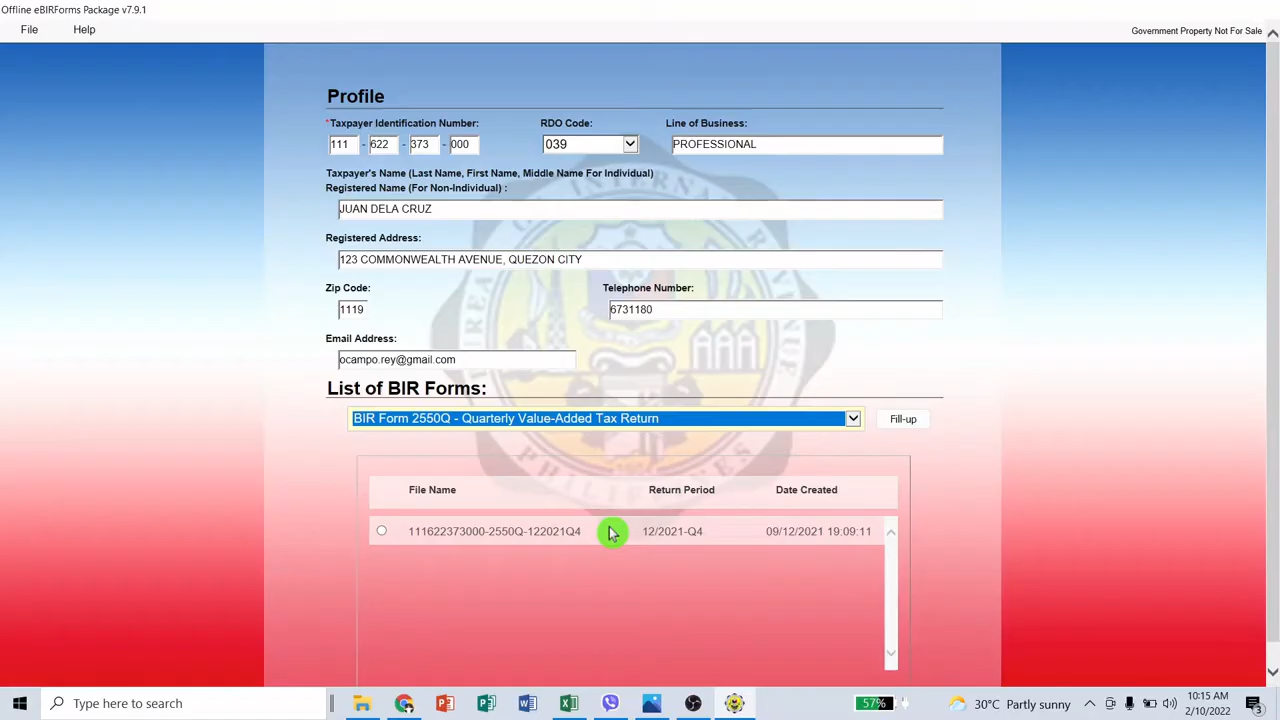 Offline eBIRForms Package v7.9.1
File Help
Government Property Not For Sale
Profile
*Taxpayer Identification Number: RDO Code: Line of Business:
111 - 622 - 373 - 000 039 PROFESSIONAL
Taxpayer's Name (Last Name, First Name, Middle Name For Individual)
Registered Name (For Non-Individual) :
JUAN DELA CRUZ
Registered Address:
123 COMMONWEALTH AVENUE, QUEZON CITY
Zip Code: Telephone Number:
1119 6731180
Email Address:
ocampo.rey@gmail.com
List of BIR Forms:
BIR Form 2550Q - Quarterly Value-Added Tax Return Fill-up
File Name Return Period Date Created
111622373000-2550Q-122021Q4 12/2021-Q4 09/12/2021 19:09:11
Type here to search 57% 30°C Partly sunny 10:15 AM
2/10/2022 3